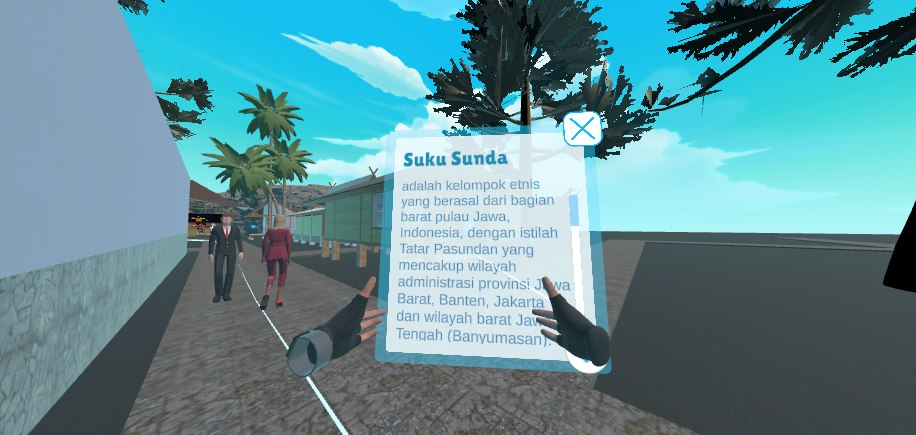 Suku Sunda
adalah kelompok etnis
yang berasal dari bagian
barat pulau Jawa,
Indonesia, dengan istilah
Tatar Pasundan yang
mencakup wilayah
administrasi provinsi Jawa
Barat, Banten, Jakarta
dan wilayah barat Jawa
Tengah (Banyumasan).